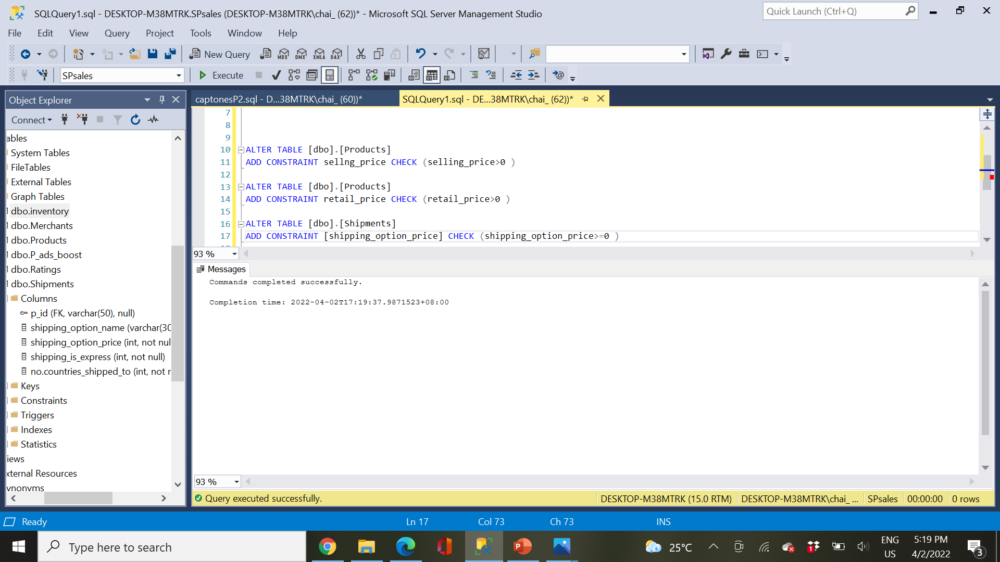 SQLQuery1.sql - DESKTOP-M38MTRK.SPsales (DESKTOP-M38MTRK\chai_ (62))* - Microsoft SQL Server Management Studio
Quick Launch (Ctrl+Q)
File Edit View Query Project Tools Window Help
New Query MDX DMX XMLA DAX
SPsales Execute
Object Explorer
captonesP2.sql - D...38MTRK\chai_ (60))*
SQLQuery1.sql - DE...38MTRK\chai_ (62))*
Connect
ables
System Tables
FileTables
External Tables
Graph Tables
dbo.inventory
dbo.Merchants
dbo.Products
dbo.P_ads_boost
dbo.Ratings
dbo.Shipments
Columns
p_id (FK, varchar(50), null)
shipping_option_name (varchar(30
shipping_option_price (int, not nul
shipping_is_express (int, not null)
no.countries_shipped_to (int, not r
Keys
Constraints
Triggers
Indexes
Statistics
iews
xternal Resources
ynonyms
7
8
9
10 ALTER TABLE [dbo].[Products]
11 ADD CONSTRAINT sellng_price CHECK (selling_price>0 )
12
13 ALTER TABLE [dbo].[Products]
14 ADD CONSTRAINT retail_price CHECK (retail_price>0 )
15
16 ALTER TABLE [dbo].[Shipments]
17 ADD CONSTRAINT [shipping_option_price] CHECK (shipping_option_price>=0 )
93 %
Messages
Commands completed successfully.
Completion time: 2022-04-02T17:19:37.9871523+08:00
93 %
Query executed successfully. DESKTOP-M38MTRK (15.0 RTM) DESKTOP-M38MTRK\chai_ ... SPsales 00:00:00 0 rows
Ready Ln 17 Col 73 Ch 73 INS
Type here to search
25°C
1
ENG
US
5:19 PM
4/2/2022
3